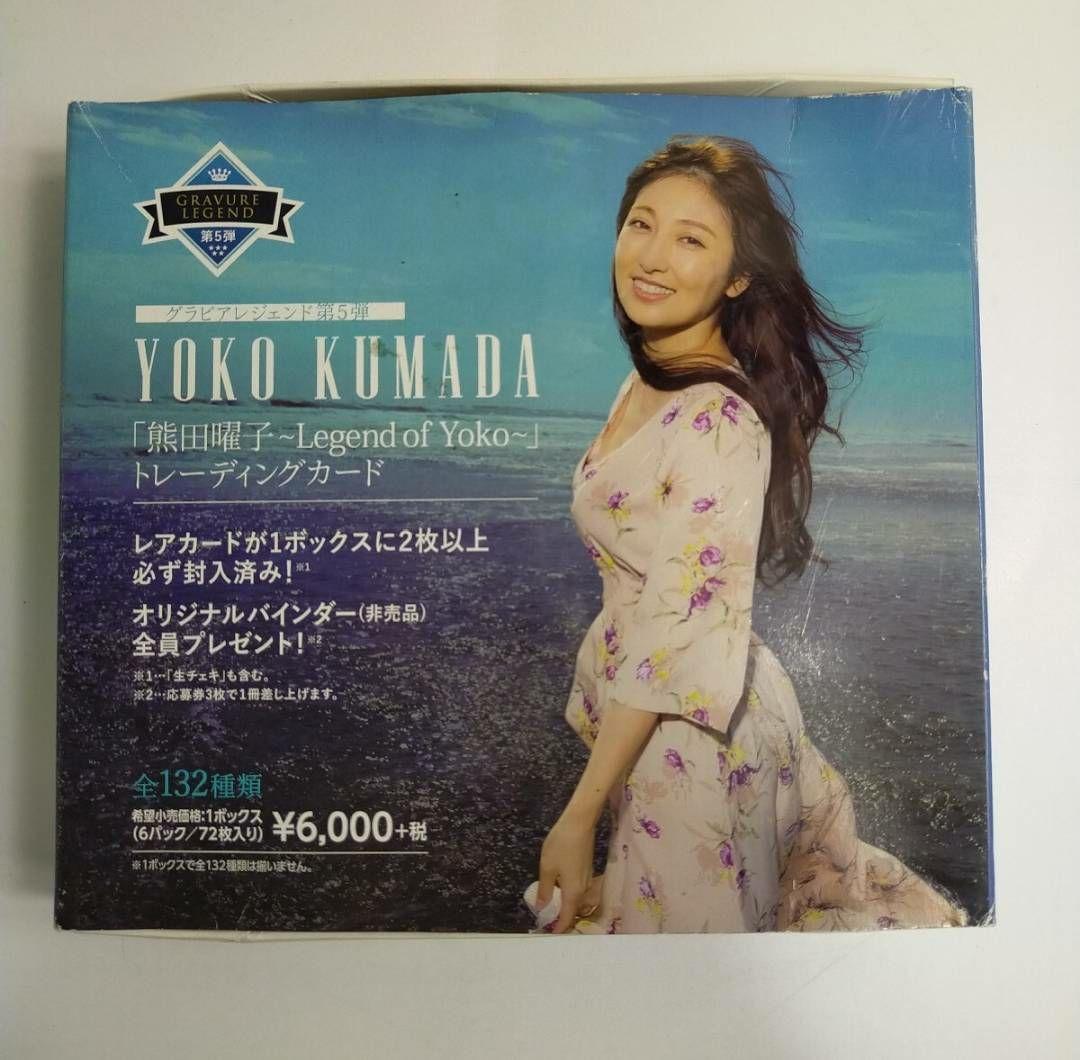 GRAVURE
LEGEND
第5弾
グラビアレジェンド第5弾
YOKO KUMADA
「熊田曜子~Legend of Yoko~」
トレーディングカード
レアカードが1ボックスに2枚以上
必ず封入済み!※1
オリジナルバインダー(非売品)
全員プレゼント!※2
※1…「生チェキ」も含む。
※2…応募券3枚で1冊差し上げます。
全132種類
希望小売価格:1ボックス
(6パック/72枚入り) ¥6,000+税
※1ボックスで全132種類は揃いません。